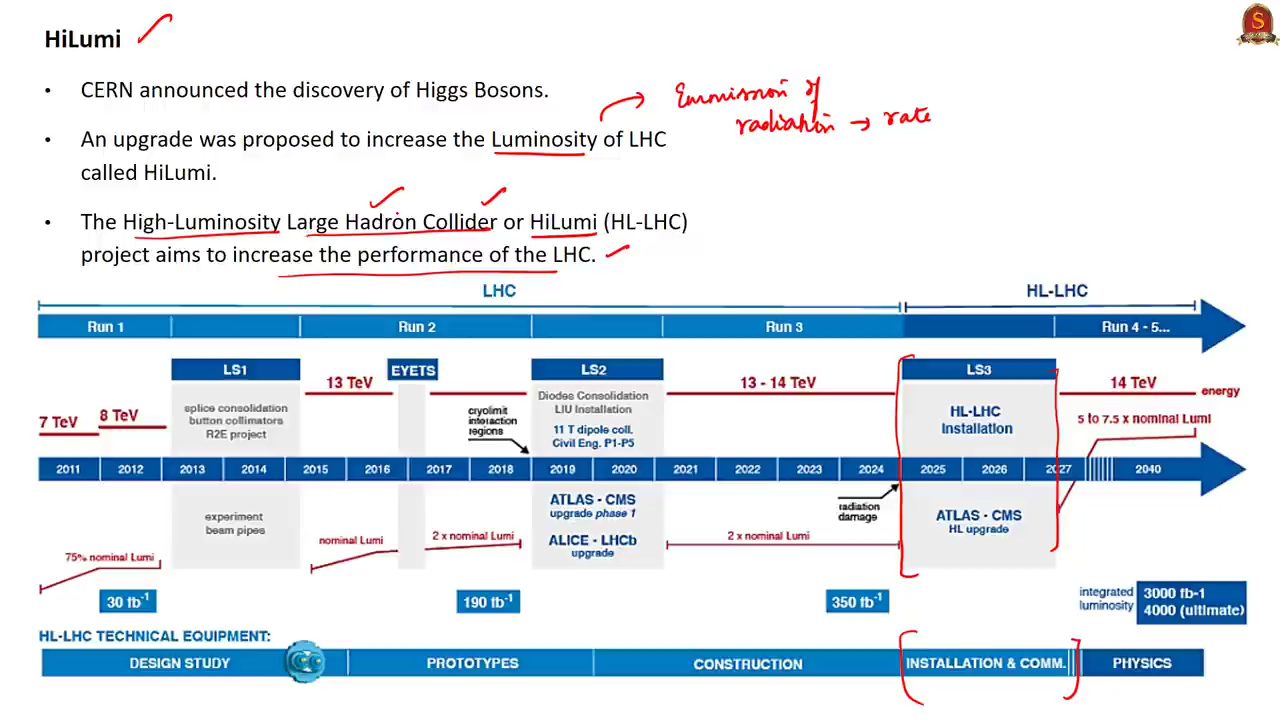 HiLumi
S
• CERN announced the discovery of Higgs Bosons.
Emmission of
radiation → rate
• An upgrade was proposed to increase the Luminosity of LHC
called HiLumi.
• The High-Luminosity Large Hadron Collider or HiLumi (HL-LHC)
project aims to increase the performance of the LHC.
LHC HL-LHC
Run 1 Run 2 Run 3 Run 4 - 5...
LS1 EYETS LS2 LS3
13 TeV 13 - 14 TeV 14 TeV energy
7 TeV 8 TeV
splice consolidation
button collimators
R2E project
cryolimit
interaction
regions
Diodes Consolidation
LIU Installation
11 T dipole coll.
Civil Eng. P1-P5
HL-LHC
Installation
5 to 7.5 x nominal Lumi
2011 2012 2013 2014 2015 2016 2017 2018 2019 2020 2021 2022 2023 2024 2025 2026 2027 2040
experiment
beam pipes
ATLAS - CMS
upgrade phase 1
ALICE - LHCb
upgrade
radiation
damage
ATLAS - CMS
HL upgrade
75% nominal Lumi
nominal Lumi
2 x nominal Lumi
2 x nominal Lumi
30 fb-1 190 fb-1 350 fb-1
integrated
luminosity
3000 fb-1
4000 (ultimate)
HL-LHC TECHNICAL EQUIPMENT:
DESIGN STUDY PROTOTYPES CONSTRUCTION INSTALLATION & COMM. PHYSICS